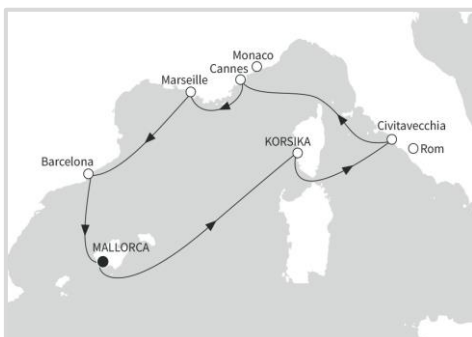 Monaco
Cannes
Marseille
Civitavecchia
Rom
KORSIKA
Barcelona
MALLORCA